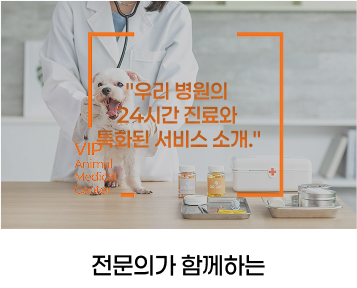 "우리 병원의
24시간 진료와
특화된 서비스 소개."
VIP
Animal
Medical
Center
전문의가 함께하는